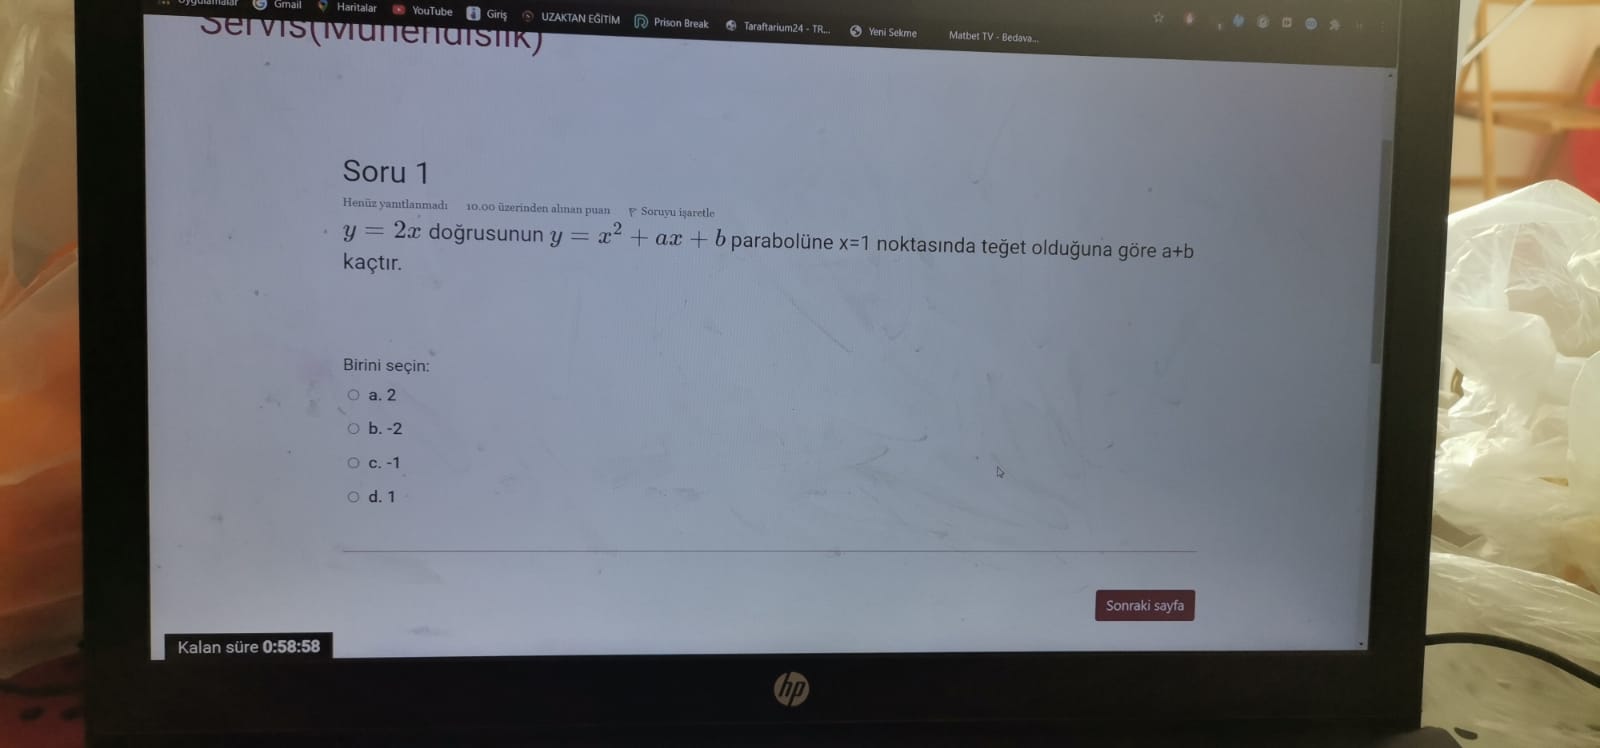 Uygulamalar Gmail Haritalar YouTube Giriş UZAKTAN EĞİTİM Prison Break Taraftarium24 - TR... Yeni Sekme Matbet TV - Bedava...
Servis(Mühendislik)
Soru 1
Henüz yanıtlanmadı 10,00 üzerinden alınan puan Soruyu işaretle
y = 2x doğrusunun y = x² + ax + b parabolüne x=1 noktasında teğet olduğuna göre a+b
kaçtır.
Birini seçin:
a. 2
b. -2
c. -1
d. 1
Sonraki sayfa
Kalan süre 0:58:58
hp